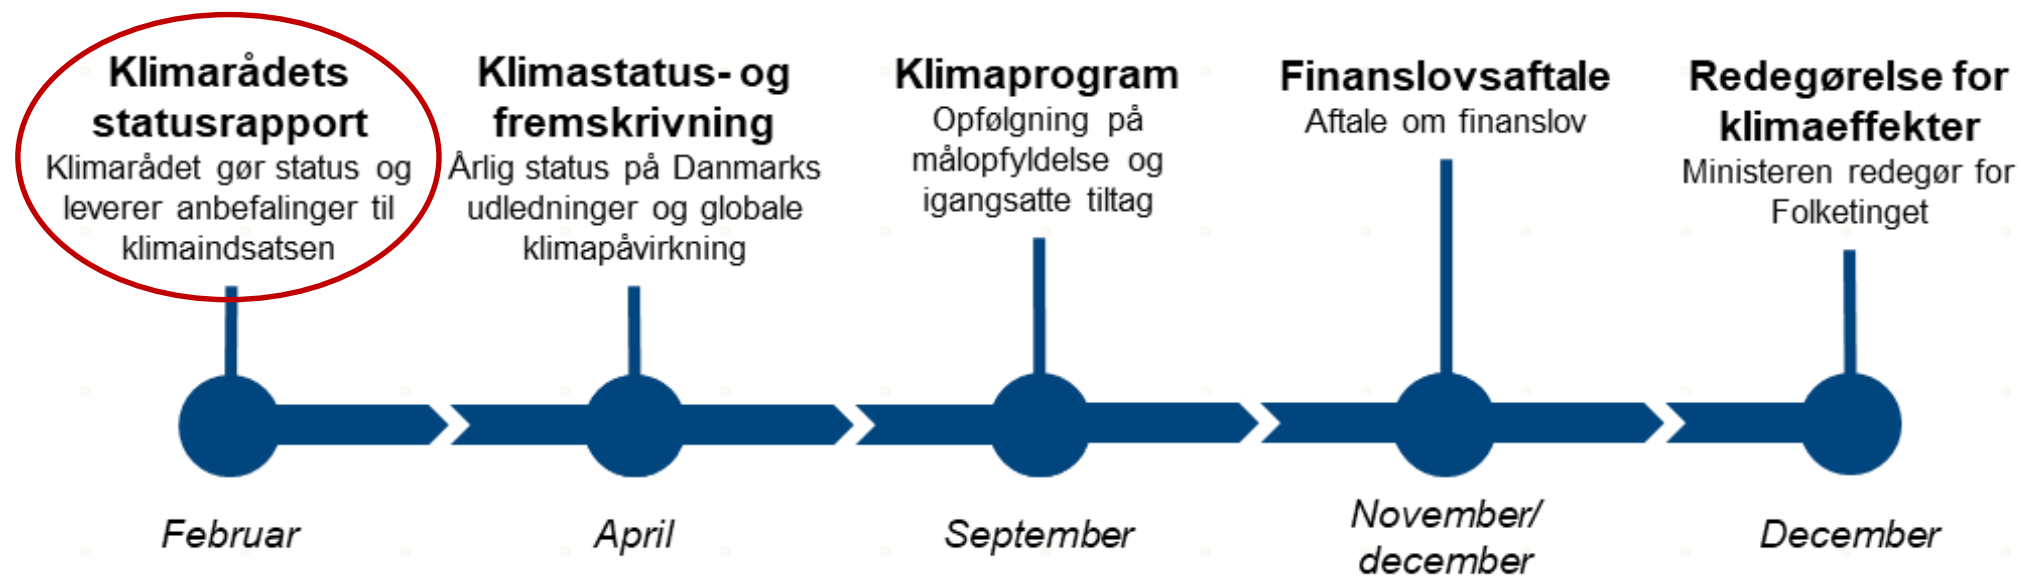 Klimarådets
statusrapport
Klimarådet gør status og
leverer anbefalinger til
klimaindsatsen
Klimastatus- og
fremskrivning
Årlig status på Danmarks
udledninger og globale
klimapåvirkning
Klimaprogram
Opfølgning på
målopfyldelse og
igangsatte tiltag
Finanslovsaftale
Aftale om finanslov
Redegørelse for
klimaeffekter
Ministeren redegør for
Folketinget
Februar
April
September
November/
december
December